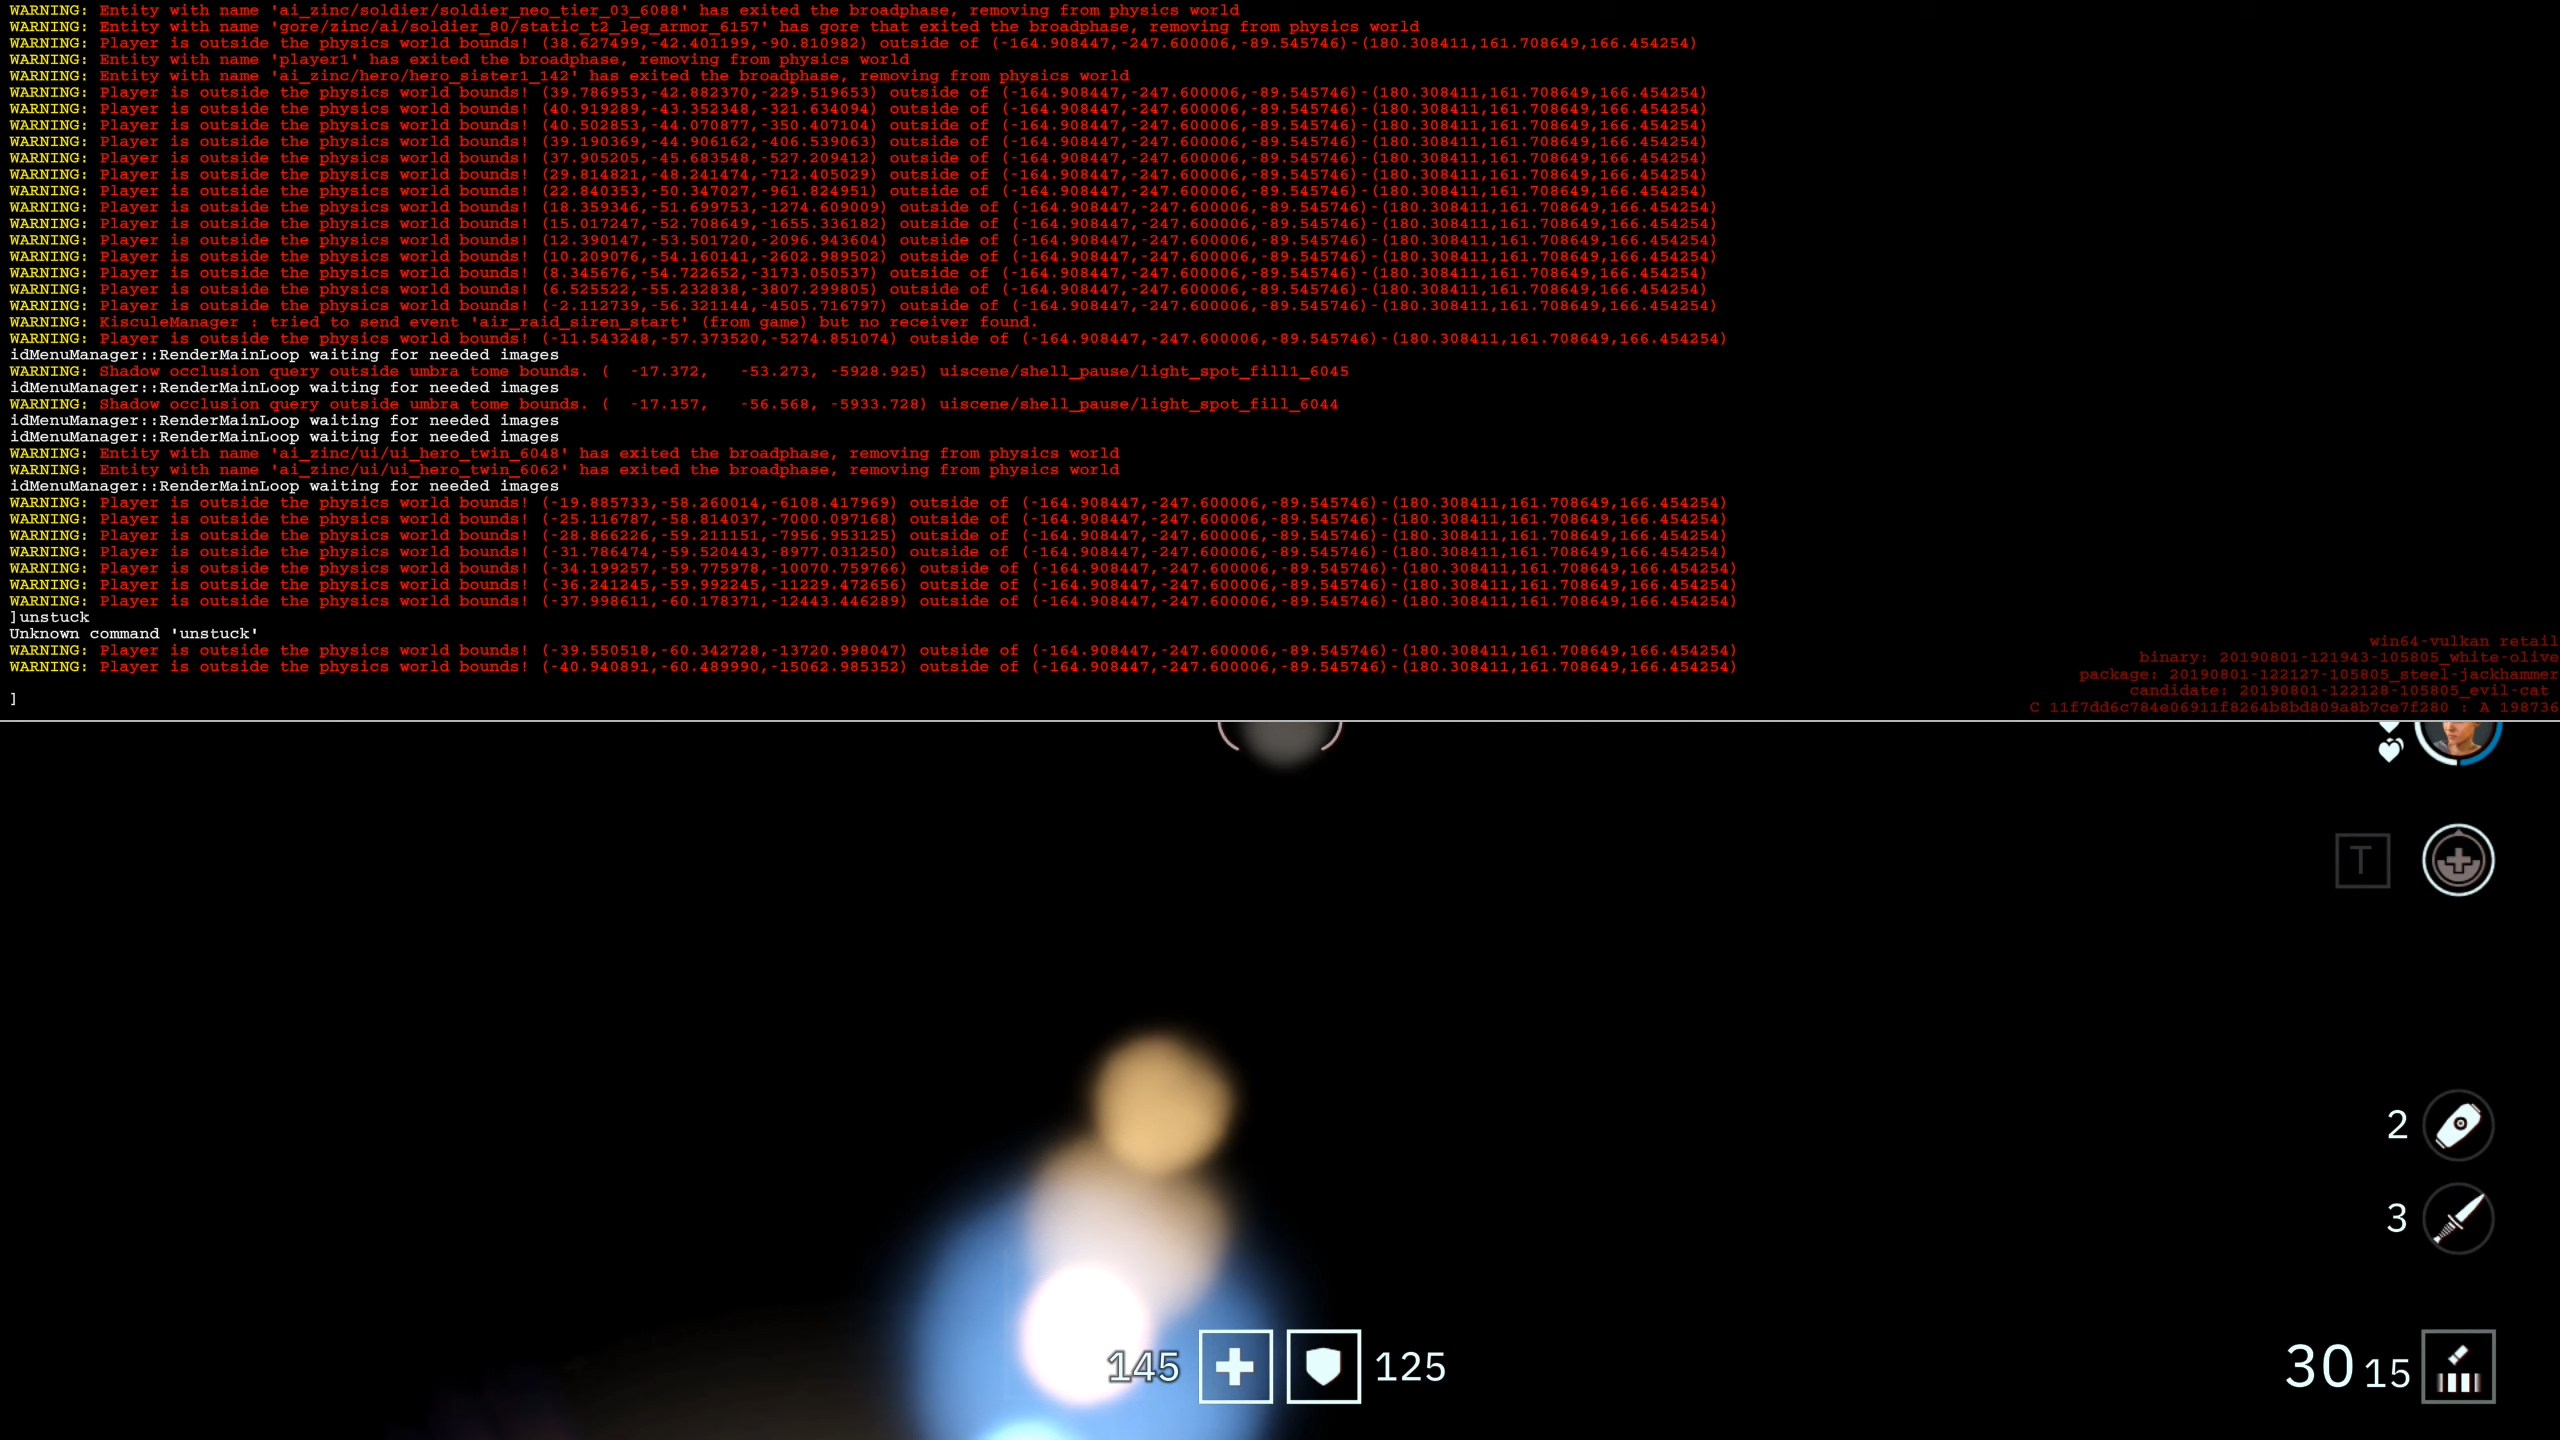 WARNING: Entity with name 'ai_zinc/soldier/soldier_neo_tier_03_6088' has exited the broadphase, removing from physics world
WARNING: Entity with name 'gore/zinc/ai/soldier_80/static_t2_leg_armor_6157' has gore that exited the broadphase, removing from physics world
WARNING: Player is outside the physics world bounds! (38.627499,-42.401199,-90.810982) outside of (-164.908447,-247.600006,-89.545746)-(180.308411,161.708649,166.454254)
WARNING: Entity with name 'player1' has exited the broadphase, removing from physics world
WARNING: Entity with name 'ai_zinc/hero/hero_sister1_142' has exited the broadphase, removing from physics world
WARNING: Player is outside the physics world bounds! (39.786953,-42.882370,-229.519653) outside of (-164.908447,-247.600006,-89.545746)-(180.308411,161.708649,166.454254)
WARNING: Player is outside the physics world bounds! (40.919289,-43.352348,-321.634094) outside of (-164.908447,-247.600006,-89.545746)-(180.308411,161.708649,166.454254)
WARNING: Player is outside the physics world bounds! (40.502853,-44.070877,-350.407104) outside of (-164.908447,-247.600006,-89.545746)-(180.308411,161.708649,166.454254)
WARNING: Player is outside the physics world bounds! (39.190369,-44.906162,-406.539063) outside of (-164.908447,-247.600006,-89.545746)-(180.308411,161.708649,166.454254)
WARNING: Player is outside the physics world bounds! (37.905205,-45.683548,-527.209412) outside of (-164.908447,-247.600006,-89.545746)-(180.308411,161.708649,166.454254)
WARNING: Player is outside the physics world bounds! (29.814821,-48.241474,-712.405029) outside of (-164.908447,-247.600006,-89.545746)-(180.308411,161.708649,166.454254)
WARNING: Player is outside the physics world bounds! (22.840353,-50.347027,-961.824951) outside of (-164.908447,-247.600006,-89.545746)-(180.308411,161.708649,166.454254)
WARNING: Player is outside the physics world bounds! (18.359346,-51.699753,-1274.609009) outside of (-164.908447,-247.600006,-89.545746)-(180.308411,161.708649,166.454254)
WARNING: Player is outside the physics world bounds! (15.017247,-52.708649,-1655.336182) outside of (-164.908447,-247.600006,-89.545746)-(180.308411,161.708649,166.454254)
WARNING: Player is outside the physics world bounds! (12.390147,-53.501720,-2096.943604) outside of (-164.908447,-247.600006,-89.545746)-(180.308411,161.708649,166.454254)
WARNING: Player is outside the physics world bounds! (10.209076,-54.160141,-2602.989502) outside of (-164.908447,-247.600006,-89.545746)-(180.308411,161.708649,166.454254)
WARNING: Player is outside the physics world bounds! (8.345676,-54.722652,-3173.050537) outside of (-164.908447,-247.600006,-89.545746)-(180.308411,161.708649,166.454254)
WARNING: Player is outside the physics world bounds! (6.525522,-55.232838,-3807.299805) outside of (-164.908447,-247.600006,-89.545746)-(180.308411,161.708649,166.454254)
WARNING: Player is outside the physics world bounds! (-2.112739,-56.321144,-4505.716797) outside of (-164.908447,-247.600006,-89.545746)-(180.308411,161.708649,166.454254)
WARNING: KisculeManager : tried to send event 'air_raid_siren_start' (from game) but no receiver found.
WARNING: Player is outside the physics world bounds! (-11.543248,-57.373520,-5274.851074) outside of (-164.908447,-247.600006,-89.545746)-(180.308411,161.708649,166.454254)
idMenuManager::RenderMainLoop waiting for needed images
WARNING: Shadow occlusion query outside umbra tome bounds. (  -17.372,   -53.273, -5928.925) uiscene/shell_pause/light_spot_fill1_6045
idMenuManager::RenderMainLoop waiting for needed images
WARNING: Shadow occlusion query outside umbra tome bounds. (  -17.157,   -56.568, -5933.728) uiscene/shell_pause/light_spot_fill_6044
idMenuManager::RenderMainLoop waiting for needed images
idMenuManager::RenderMainLoop waiting for needed images
WARNING: Entity with name 'ai_zinc/ui/ui_hero_twin_6048' has exited the broadphase, removing from physics world
WARNING: Entity with name 'ai_zinc/ui/ui_hero_twin_6062' has exited the broadphase, removing from physics world
idMenuManager::RenderMainLoop waiting for needed images
WARNING: Player is outside the physics world bounds! (-19.885733,-58.260014,-6108.417969) outside of (-164.908447,-247.600006,-89.545746)-(180.308411,161.708649,166.454254)
WARNING: Player is outside the physics world bounds! (-25.116787,-58.814037,-7000.097168) outside of (-164.908447,-247.600006,-89.545746)-(180.308411,161.708649,166.454254)
WARNING: Player is outside the physics world bounds! (-28.866226,-59.211151,-7956.953125) outside of (-164.908447,-247.600006,-89.545746)-(180.308411,161.708649,166.454254)
WARNING: Player is outside the physics world bounds! (-31.786474,-59.520443,-8977.031250) outside of (-164.908447,-247.600006,-89.545746)-(180.308411,161.708649,166.454254)
WARNING: Player is outside the physics world bounds! (-34.199257,-59.775978,-10070.759766) outside of (-164.908447,-247.600006,-89.545746)-(180.308411,161.708649,166.454254)
WARNING: Player is outside the physics world bounds! (-36.241245,-59.992245,-11229.472656) outside of (-164.908447,-247.600006,-89.545746)-(180.308411,161.708649,166.454254)
WARNING: Player is outside the physics world bounds! (-37.998611,-60.178371,-12443.446289) outside of (-164.908447,-247.600006,-89.545746)-(180.308411,161.708649,166.454254)
]unstuck
Unknown command 'unstuck'
WARNING: Player is outside the physics world bounds! (-39.550518,-60.342728,-13720.998047) outside of (-164.908447,-247.600006,-89.545746)-(180.308411,161.708649,166.454254)
WARNING: Player is outside the physics world bounds! (-40.940891,-60.489990,-15062.985352) outside of (-164.908447,-247.600006,-89.545746)-(180.308411,161.708649,166.454254)
]
win64-vulkan retail
binary: 20190801-121943-105805_white-olive
package: 20190801-122127-105805_steel-jackhammer
candidate: 20190801-122128-105805_evil-cat
C 11f7dd6c784e06911f8264b8bd809a8b7ce7f280 : A 198736
T
2
3
145 125
30 15